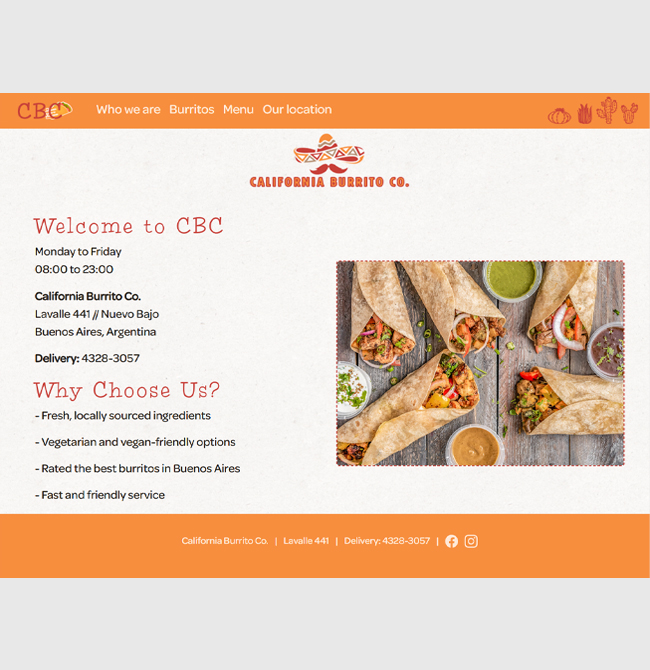 CBC
Who we are Burritos Menu Our location
CALIFORNIA BURRITO CO.
Welcome to CBC
Monday to Friday
08:00 to 23:00
California Burrito Co.
Lavalle 441 // Nuevo Bajo
Buenos Aires, Argentina
Delivery: 4328-3057
Why Choose Us?
- Fresh, locally sourced ingredients
- Vegetarian and vegan-friendly options
- Rated the best burritos in Buenos Aires
- Fast and friendly service
California Burrito Co. | Lavalle 441 | Delivery: 4328-3057 |